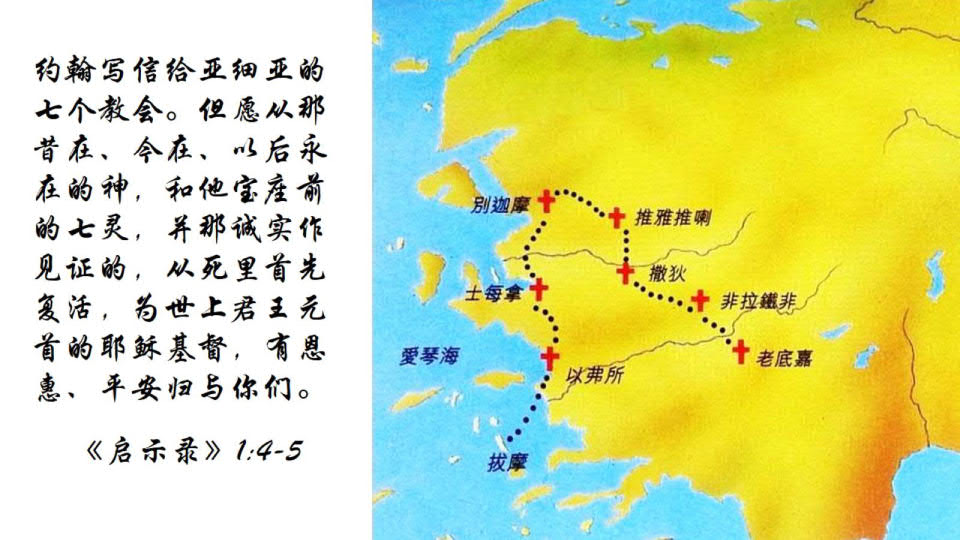 约翰写信给亚细亚的
七个教会。但愿从那
昔在、今在、以后永
在的神，和他宝座前
的七灵，并那诚实作
见证的，从死里首先
复活，为世上君王元
首的耶稣基督，有恩
惠、平安归与你们。
《启示录》1:4-5
別迦摩
推雅推喇
撒狄
士每拿
非拉鐵非
愛琴海
以弗所
老底嘉
拔摩